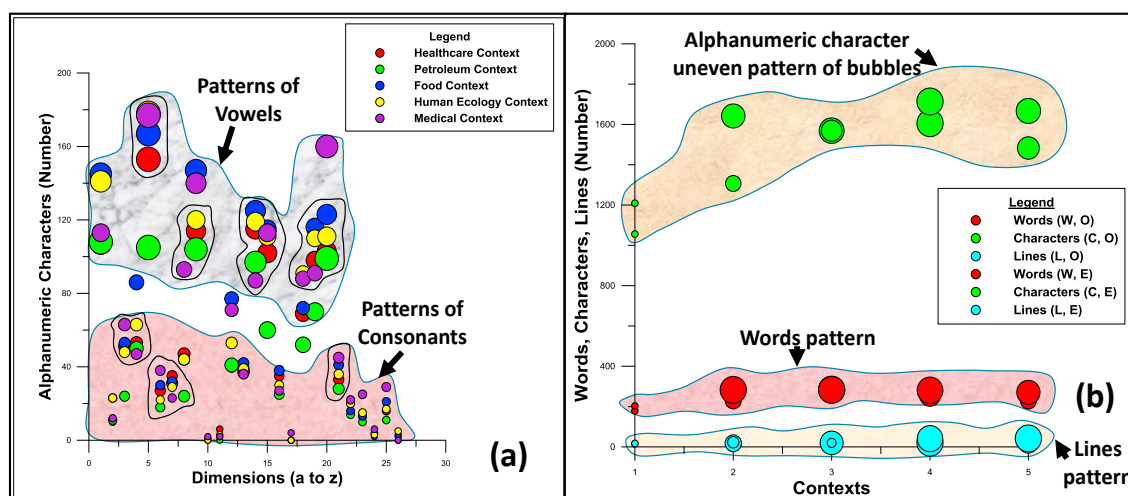 Alphanumeric Characters (Number)
200
160
120
80
40
0
0
5
10
15
20
25
30
Dimensions (a to z)
Legend
Healthcare Context
Petroleum Context
Food Context
Human Ecology Context
Medical Context
Patterns of
Vowels
Patterns of
Consonants
(a)
Words, Characters, Lines (Number)
2000
1600
1200
800
400
0
1
2
3
4
5
Contexts
Alphanumeric character
uneven pattern of bubbles
Legend
Words (W, O)
Characters (C, O)
Lines (L, O)
Words (W, E)
Characters (C, E)
Lines (L, E)
Words pattern
(b)
Lines
pattern